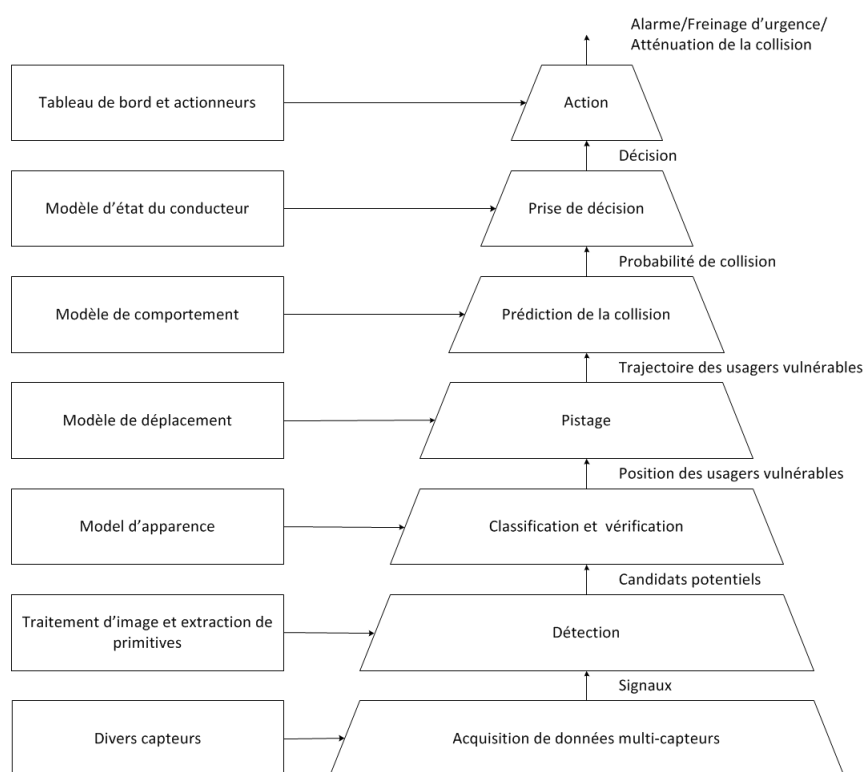 Alarme/Freinage d'urgence/
Atténuation de la collision
Tableau de bord et actionneurs
Action
Décision
Modèle d'état du conducteur
Prise de décision
Probabilité de collision
Modèle de comportement
Prédiction de la collision
Trajectoire des usagers vulnérables
Modèle de déplacement
Pistage
Position des usagers vulnérables
Model d'apparence
Classification et vérification
Candidats potentiels
Traitement d'image et extraction de
primitives
Détection
Signaux
Divers capteurs
Acquisition de données multi-capteurs